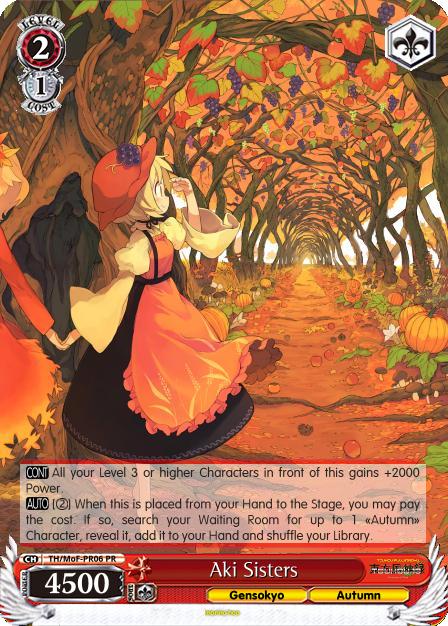 LEVEL
2
1
COST
CONT All your Level 3 or higher Characters in front of this gains +2000
Power.
AUTO [(2)] When this is placed from your Hand to the Stage, you may pay
the cost. If so, search your Waiting Room for up to 1 «Autumn»
Character, reveal it, add it to your Hand and shuffle your Library.
CH TH/MoF-PR06 PR
POWER 4500
SOUL
Aki Sisters
Gensokyo Autumn